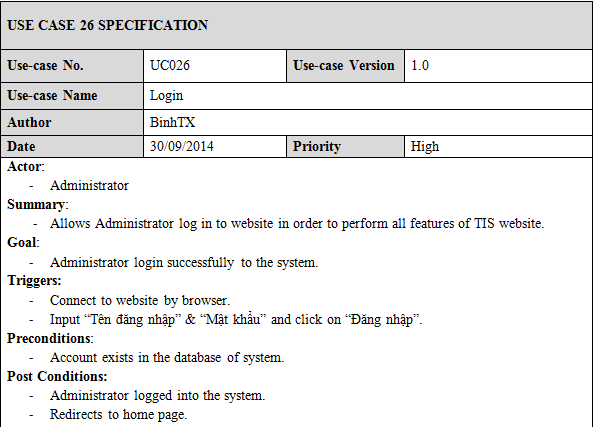 USE CASE 26 SPECIFICATION
Use-case No. UC026 Use-case Version 1.0
Use-case Name Login
Author BinhTX
Date 30/09/2014 Priority High
Actor:
- Administrator
Summary:
- Allows Administrator log in to website in order to perform all features of TIS website.
Goal:
- Administrator login successfully to the system.
Triggers:
- Connect to website by browser.
- Input “Tên đăng nhập” & “Mật khẩu” and click on “Đăng nhập”.
Preconditions:
- Account exists in the database of system.
Post Conditions:
- Administrator logged into the system.
- Redirects to home page.